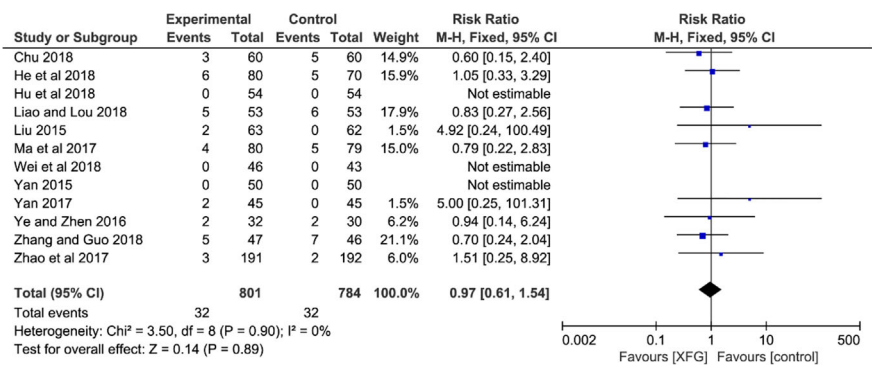 Experimental Control Risk Ratio Risk Ratio
Study or Subgroup Events Total Events Total Weight M-H, Fixed, 95% CI M-H, Fixed, 95% CI
Chu 2018 3 60 5 60 14.9% 0.60 [0.15, 2.40]
He et al 2018 6 80 5 70 15.9% 1.05 [0.33, 3.29]
Hu et al 2018 0 54 0 54 Not estimable
Liao and Lou 2018 5 53 6 53 17.9% 0.83 [0.27, 2.56]
Liu 2015 2 63 0 62 1.5% 4.92 [0.24, 100.49]
Ma et al 2017 4 80 5 79 15.0% 0.79 [0.22, 2.83]
Wei et al 2018 0 46 0 43 Not estimable
Yan 2015 0 50 0 50 Not estimable
Yan 2017 2 45 0 45 1.5% 5.00 [0.25, 101.31]
Ye and Zhen 2016 2 32 2 30 6.2% 0.94 [0.14, 6.24]
Zhang and Guo 2018 5 47 7 46 21.1% 0.70 [0.24, 2.04]
Zhao et al 2017 3 191 2 192 6.0% 1.51 [0.25, 8.92]
Total (95% CI) 801 784 100.0% 0.97 [0.61, 1.54]
Total events 32 32
Heterogeneity: Chi² = 3.50, df = 8 (P = 0.90); I² = 0%
Test for overall effect: Z = 0.14 (P = 0.89)
0.002 0.1 1 10 500
Favours [XFG] Favours [control]